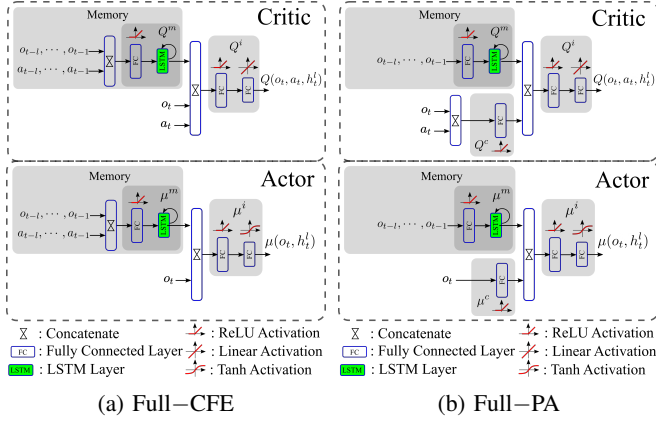 Critic
Memory
Q^m
Q^i
o_{t−l}, · · · , o_{t−1}
a_{t−l}, · · · , a_{t−1}
FC
LSTM
FC
FC
Q(o_t, a_t, h_t^l)
o_t
a_t
Actor
Memory
μ^m
μ^i
o_{t−l}, · · · , o_{t−1}
a_{t−l}, · · · , a_{t−1}
FC
LSTM
FC
FC
μ(o_t, h_t^l)
o_t
: Concatenate
: ReLU Activation
FC : Fully Connected Layer
: Linear Activation
LSTM : LSTM Layer
: Tanh Activation
(a) Full−CFE
Critic
Memory
Q^m
Q^i
o_{t−l}, · · · , o_{t−1}
FC
LSTM
FC
FC
Q(o_t, a_t, h_t^l)
o_t
a_t
FC
Q^c
Actor
Memory
μ^m
μ^i
o_{t−l}, · · · , o_{t−1}
FC
LSTM
FC
FC
μ(o_t, h_t^l)
o_t
FC
μ^c
: Concatenate
: ReLU Activation
FC : Fully Connected Layer
: Linear Activation
LSTM : LSTM Layer
: Tanh Activation
(b) Full−PA